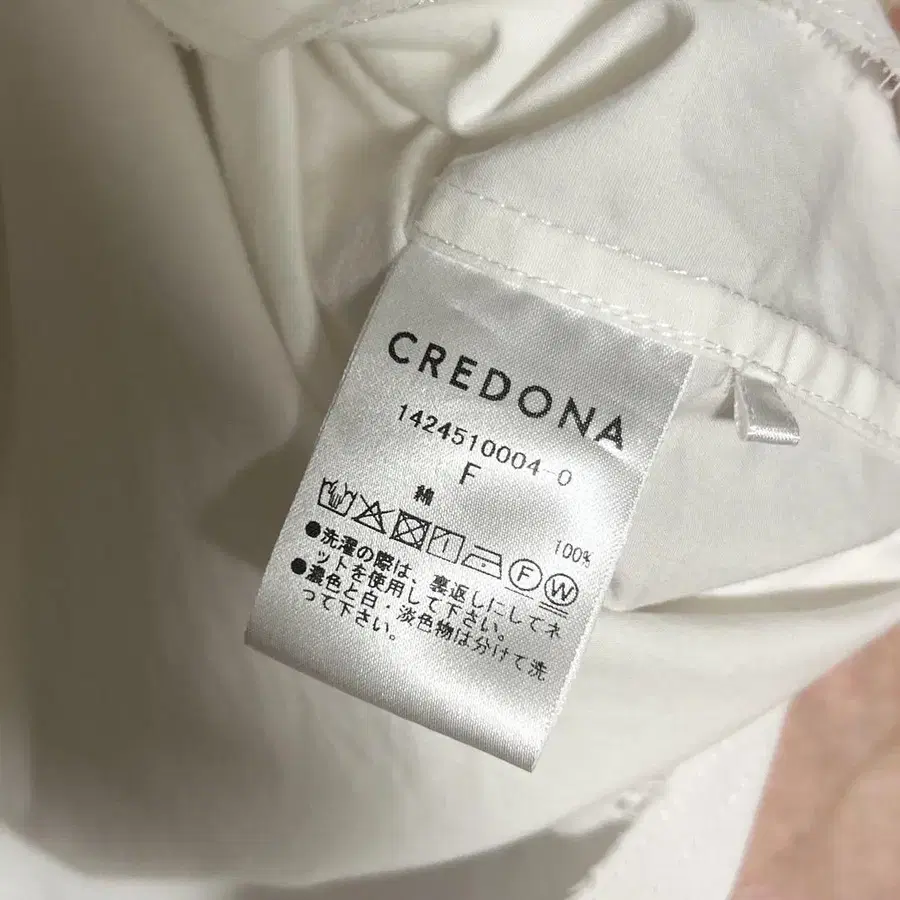 CREDONA
1424510004-0
F
綿 100%
F W
●洗濯の際は、裏返しにしてネ
ットを使用して下さい。
●濃色と白・淡色物は分けて洗
って下さい。